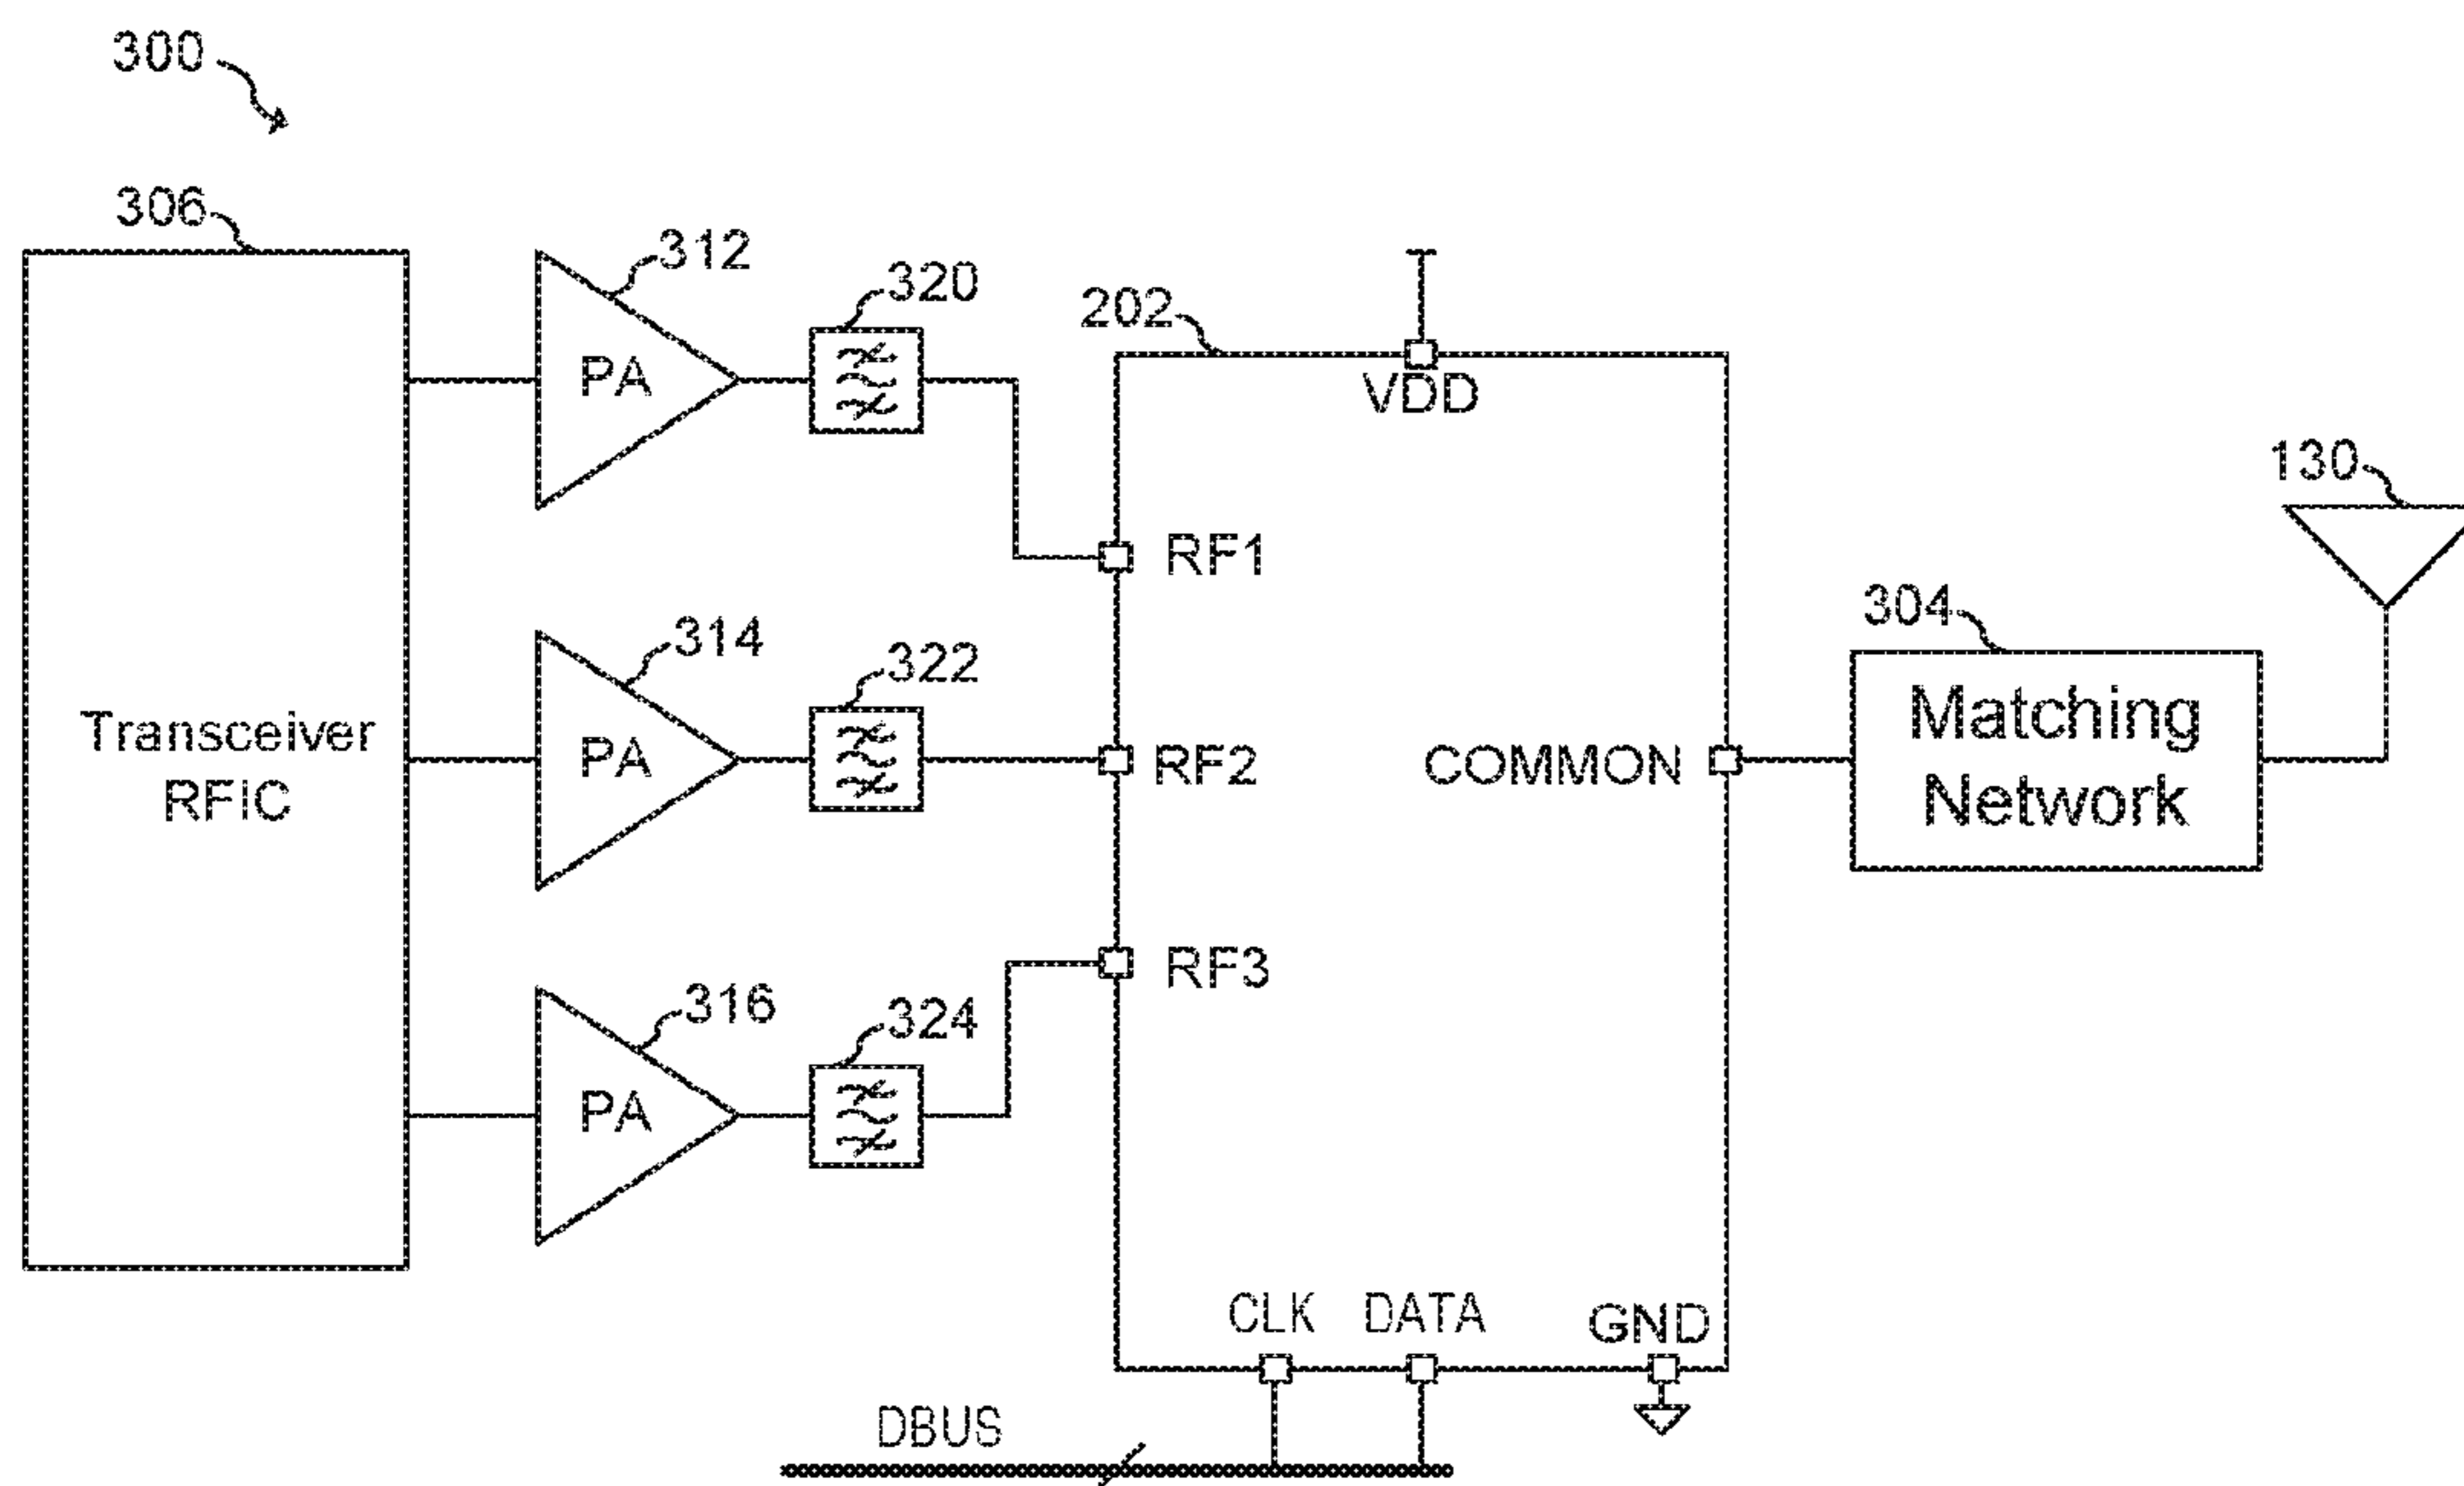 300
306
312
320
202
PA
VDD
130
RF1
304
314
322
Transceiver
RFIC
PA
RF2
COMMON
Matching
Network
RF3
316
324
PA
CLK
DATA
GND
DBUS